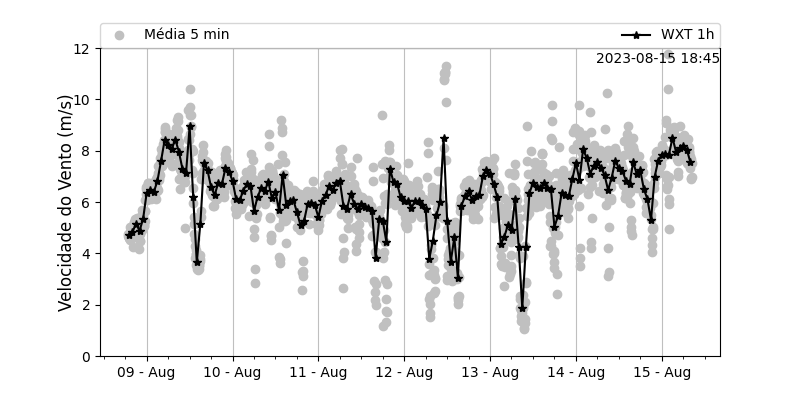 Média 5 min
WXT 1h
2023-08-15 18:45
Velocidade do Vento (m/s)
12
10
8
6
4
2
0
09 - Aug
10 - Aug
11 - Aug
12 - Aug
13 - Aug
14 - Aug
15 - Aug